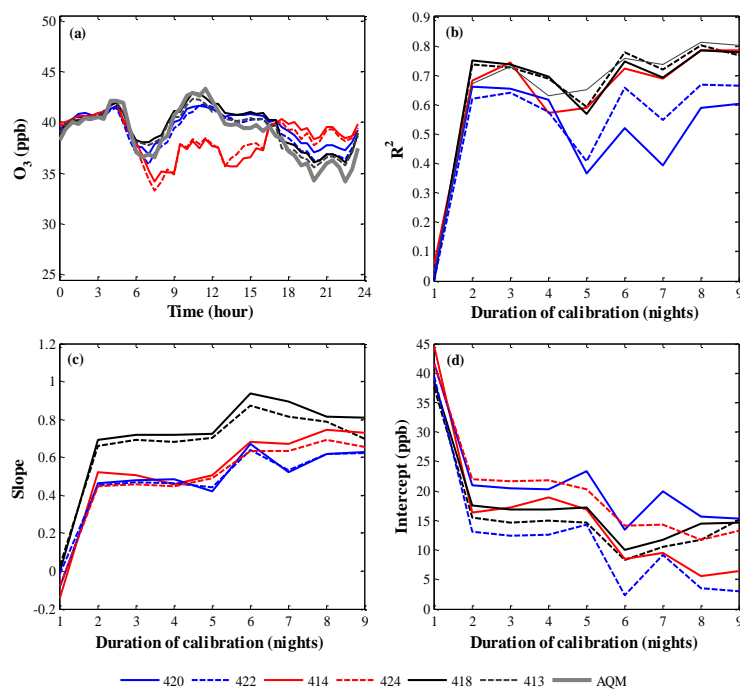 (a)
50
45
40
35
30
25
O3 (ppb)
0 3 6 9 12 15 18 21 24
Time (hour)
(b)
0.9
0.8
0.7
0.6
0.5
0.4
0.3
0.2
0.1
0
R2
1 2 3 4 5 6 7 8 9
Duration of calibration (nights)
(c)
1.2
1
0.8
0.6
0.4
0.2
0
-0.2
Slope
1 2 3 4 5 6 7 8 9
Duration of calibration (nights)
(d)
45
40
35
30
25
20
15
10
5
0
Intercept (ppb)
1 2 3 4 5 6 7 8 9
Duration of calibration (nights)
420 422 414 424 418 413 AQM